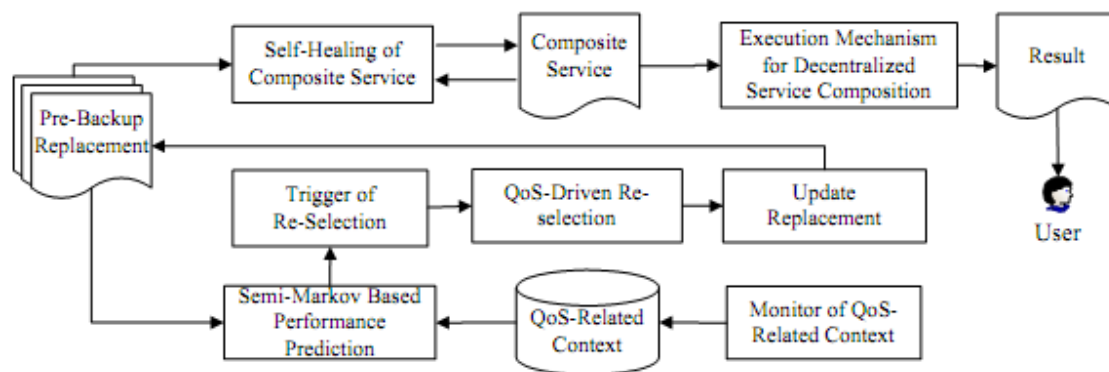 Self-Healing of
Composite Service
Composite
Service
Execution Mechanism
for Decentralized
Service Composition
Result
Pre-Backup
Replacement
Trigger of
Re-Selection
QoS-Driven Re-
selection
Update
Replacement
User
Semi-Markov Based
Performance
Prediction
QoS-Related
Context
Monitor of QoS-
Related Context